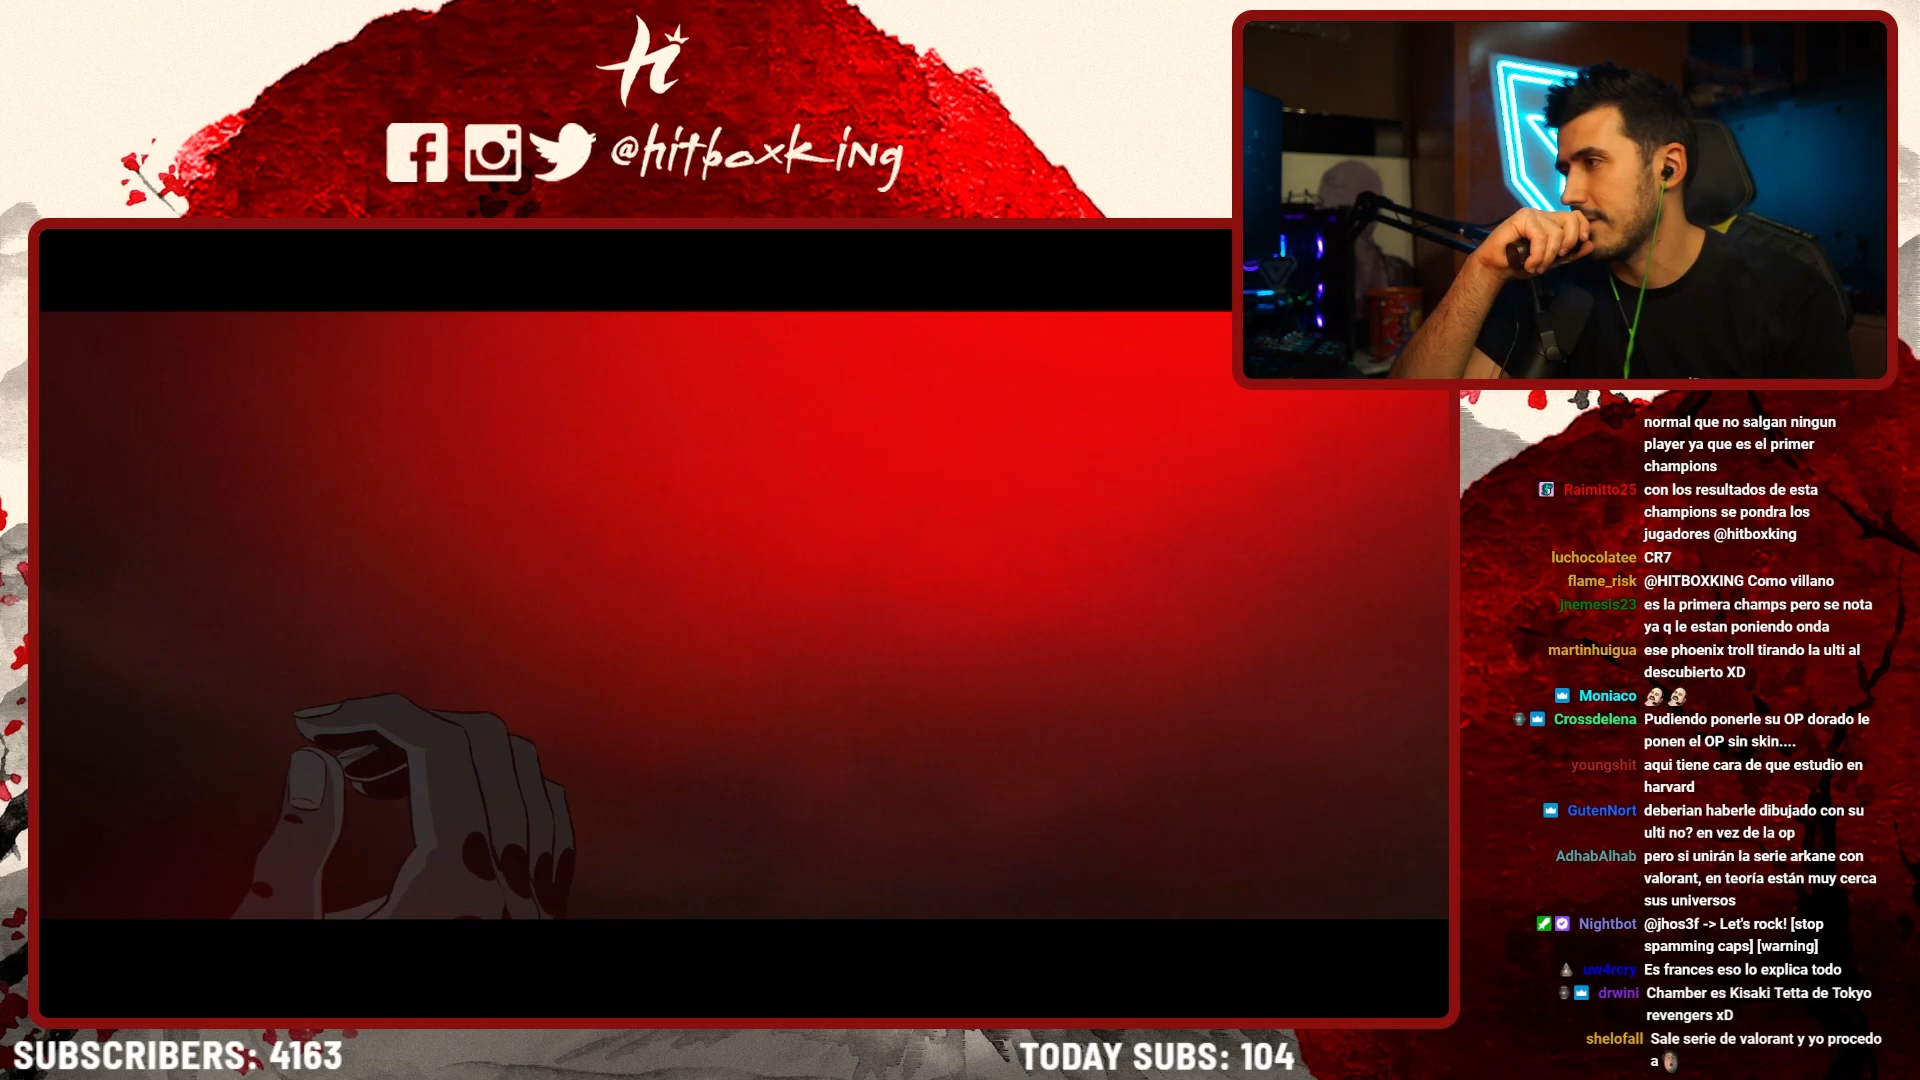 hi
@hitboxking
normal que no salgan ningun
player ya que es el primer
champions
Raimitto25 con los resultados de esta
champions se pondra los
jugadores @hitboxking
luchocolatee CR7
flame_risk @HITBOXKING Como villano
jnemesis23 es la primera champs pero se nota
ya q le estan poniendo onda
martinhuigua ese phoenix troll tirando la ulti al
descubierto XD
Moniaco
Crossdelena Pudiendo ponerle su OP dorado le
ponen el OP sin skin....
youngshit aqui tiene cara de que estudio en
harvard
GutenNort deberian haberle dibujado con su
ulti no? en vez de la op
AdhabAlhab pero si unirán la serie arkane con
valorant, en teoría están muy cerca
sus universos
Nightbot @jhos3f -> Let's rock! [stop
spamming caps] [warning]
uw4rcry Es frances eso lo explica todo
drwini Chamber es Kisaki Tetta de Tokyo
revengers xD
shelofall Sale serie de valorant y yo procedo
a
SUBSCRIBERS: 4163
TODAY SUBS: 104